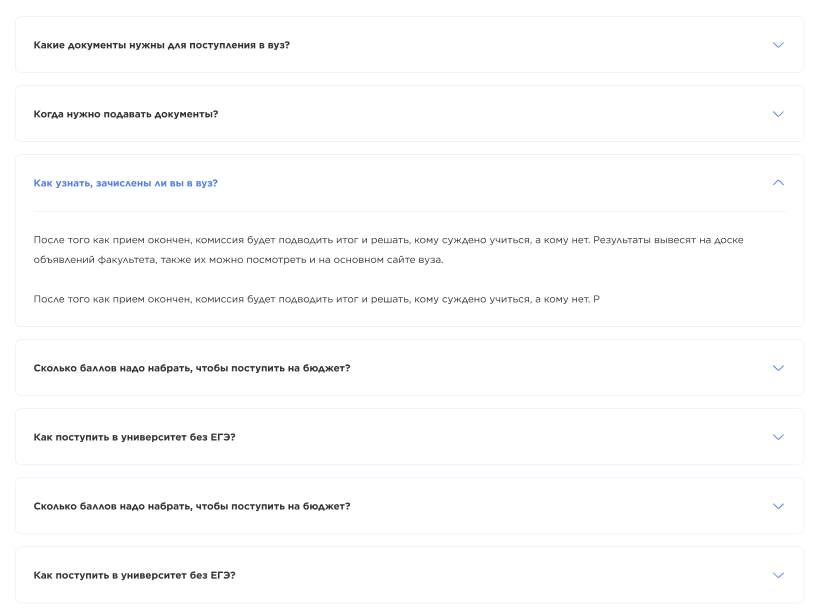 Какие документы нужны для поступления в вуз?
Когда нужно подавать документы?
Как узнать, зачислены ли вы в вуз?
После того как прием окончен, комиссия будет подводить итог и решать, кому суждено учиться, а кому нет. Результаты вывесят на доске
объявлений факультета, также их можно посмотреть и на основном сайте вуза.
После того как прием окончен, комиссия будет подводить итог и решать, кому суждено учиться, а кому нет. Р
Сколько баллов надо набрать, чтобы поступить на бюджет?
Как поступить в университет без ЕГЭ?
Сколько баллов надо набрать, чтобы поступить на бюджет?
Как поступить в университет без ЕГЭ?